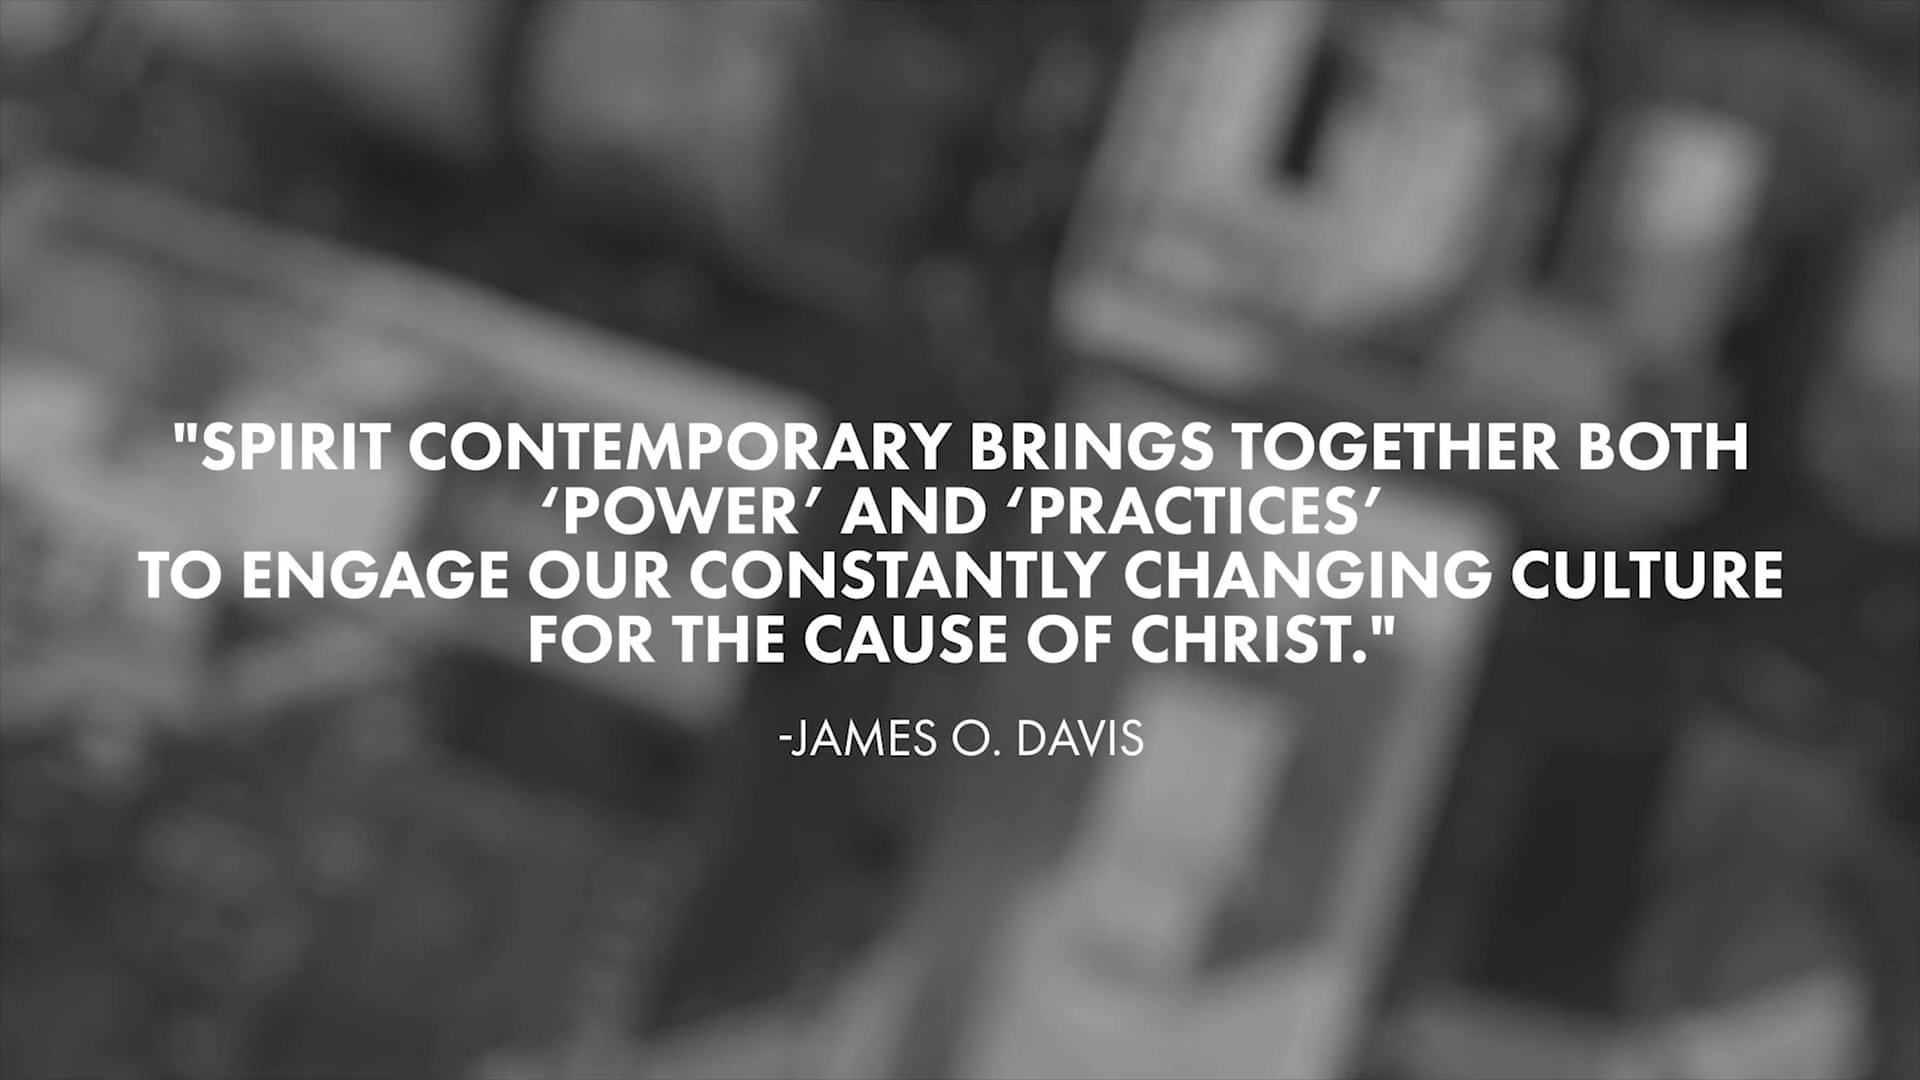 "SPIRIT CONTEMPORARY BRINGS TOGETHER BOTH
‘POWER’ AND ‘PRACTICES’
TO ENGAGE OUR CONSTANTLY CHANGING CULTURE
FOR THE CAUSE OF CHRIST."
-JAMES O. DAVIS